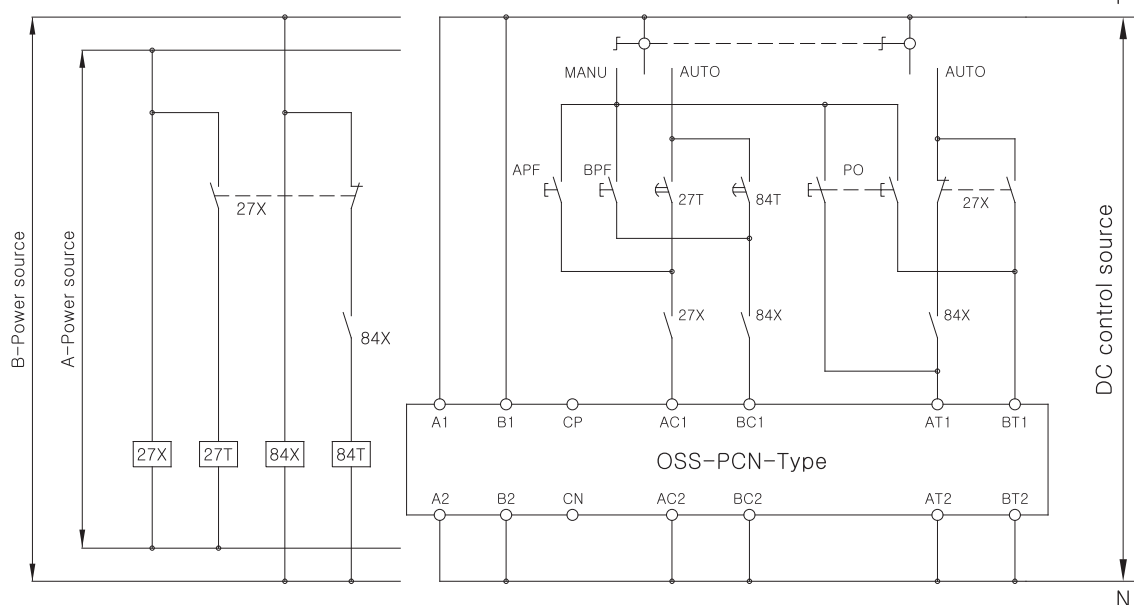 MANU
AUTO
AUTO
APF
BPF
27T
84T
PO
27X
27X
84X
27X
84X
84X
B-Power source
A-Power source
DC control source
A1
B1
CP
AC1
BC1
AT1
BT1
27X
27T
84X
84T
OSS-PCN-Type
A2
B2
CN
AC2
BC2
AT2
BT2
N